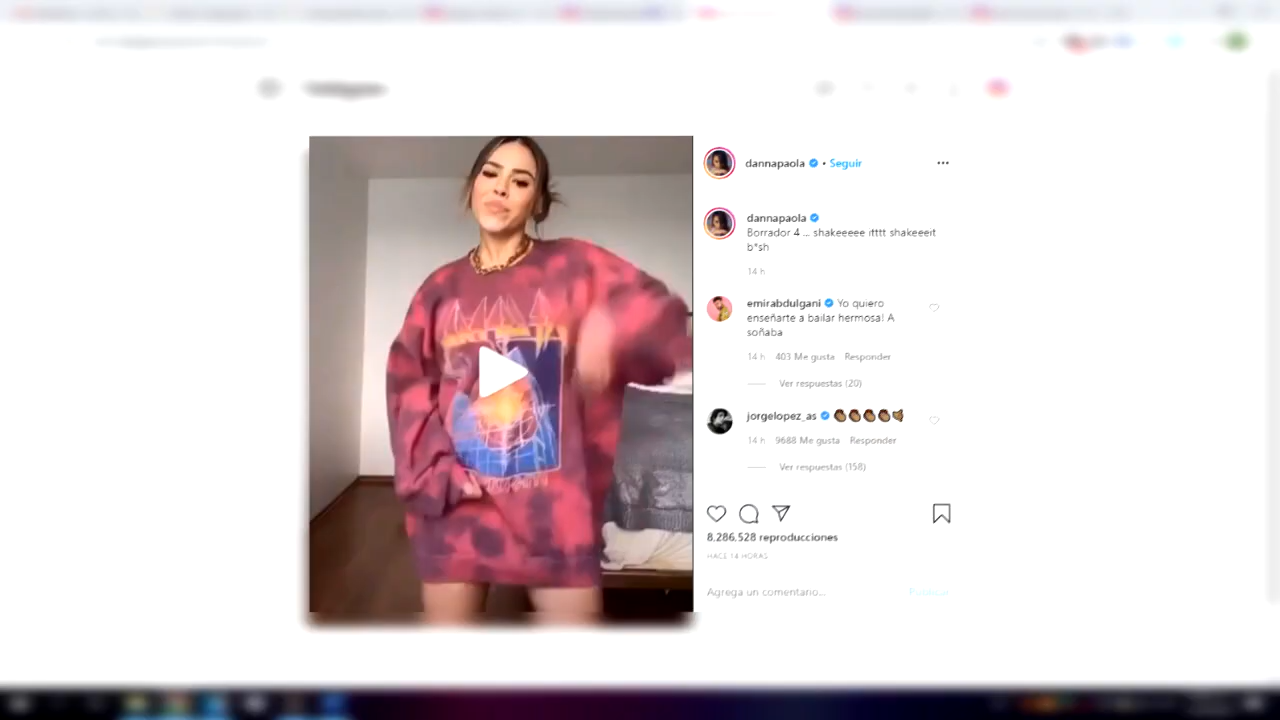 dannapaola • Seguir
dannapaola
Borrador 4 ... shakeeeee itttt shakeeeit
b*sh
14 h
emirabdulgani Yo quiero
enseñarte a bailar hermosa! A
soñaba
14 h 403 Me gusta Responder
Ver respuestas (20)
jorgelopez_as
14 h 9688 Me gusta Responder
Ver respuestas (158)
8,286,528 reproducciones
HACE 14 HORAS
Agrega un comentario...
Publicar